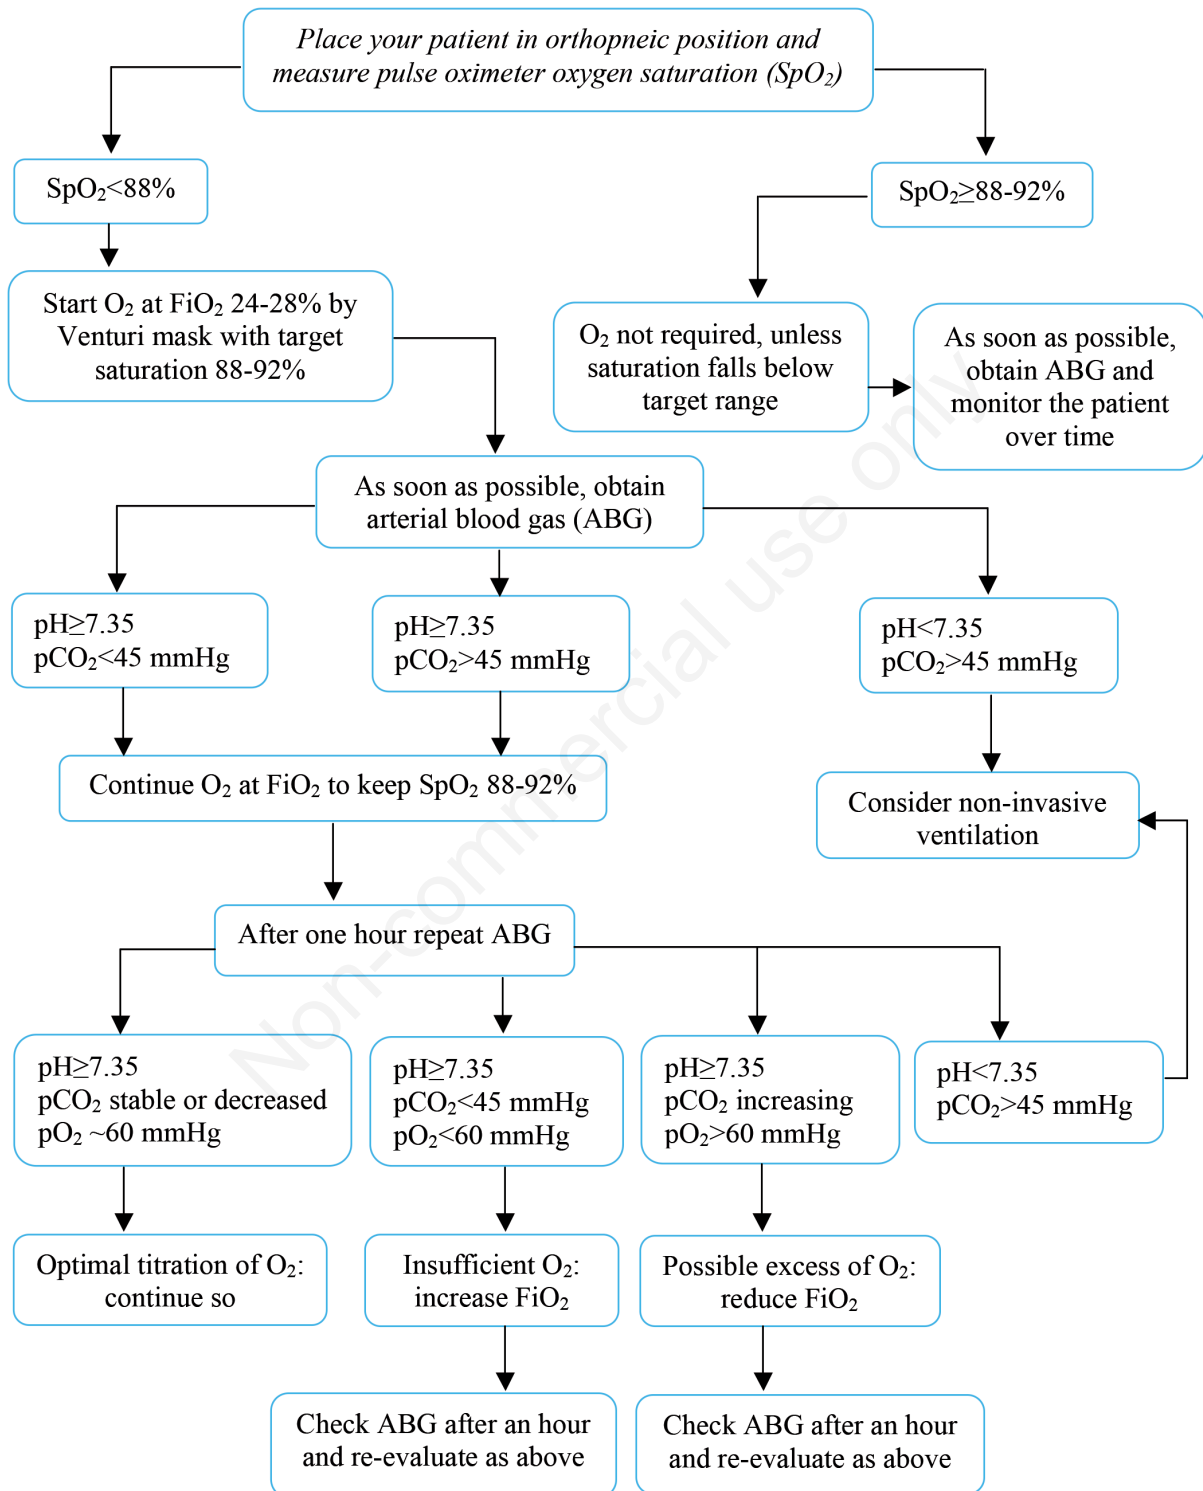 Place your patient in orthopneic position and
measure pulse oximeter oxygen saturation (SpO₂)
SpO₂<88%
SpO₂≥88-92%
Start O₂ at FiO₂ 24-28% by
Venturi mask with target
saturation 88-92%
O₂ not required, unless
saturation falls below
target range
As soon as possible,
obtain ABG and
monitor the patient
over time
As soon as possible, obtain
arterial blood gas (ABG)
pH≥7.35
pCO₂<45 mmHg
pH≥7.35
pCO₂>45 mmHg
pH<7.35
pCO₂>45 mmHg
Continue O₂ at FiO₂ to keep SpO₂ 88-92%
Consider non-invasive
ventilation
After one hour repeat ABG
pH≥7.35
pCO₂ stable or decreased
pO₂ ~60 mmHg
pH≥7.35
pCO₂<45 mmHg
pO₂<60 mmHg
pH≥7.35
pCO₂ increasing
pO₂>60 mmHg
pH<7.35
pCO₂>45 mmHg
Optimal titration of O₂:
continue so
Insufficient O₂:
increase FiO₂
Possible excess of O₂:
reduce FiO₂
Check ABG after an hour
and re-evaluate as above
Check ABG after an hour
and re-evaluate as above
Non-commercial use only